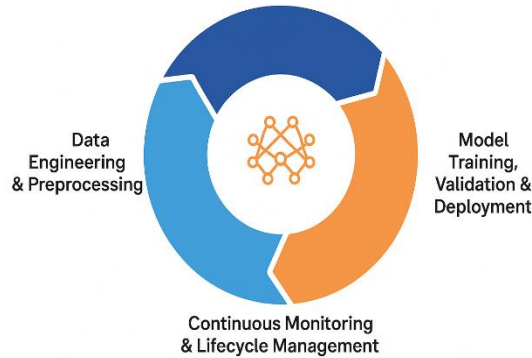 Data
Engineering
& Preprocessing
Model
Training,
Validation &
Deployment
Continuous Monitoring
& Lifecycle Management